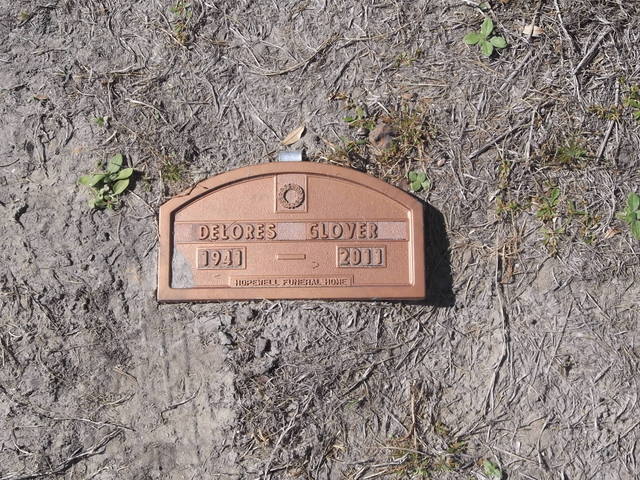 DELORES GLOVER
1941 — 2011
HOPEWELL FUNERAL HOME